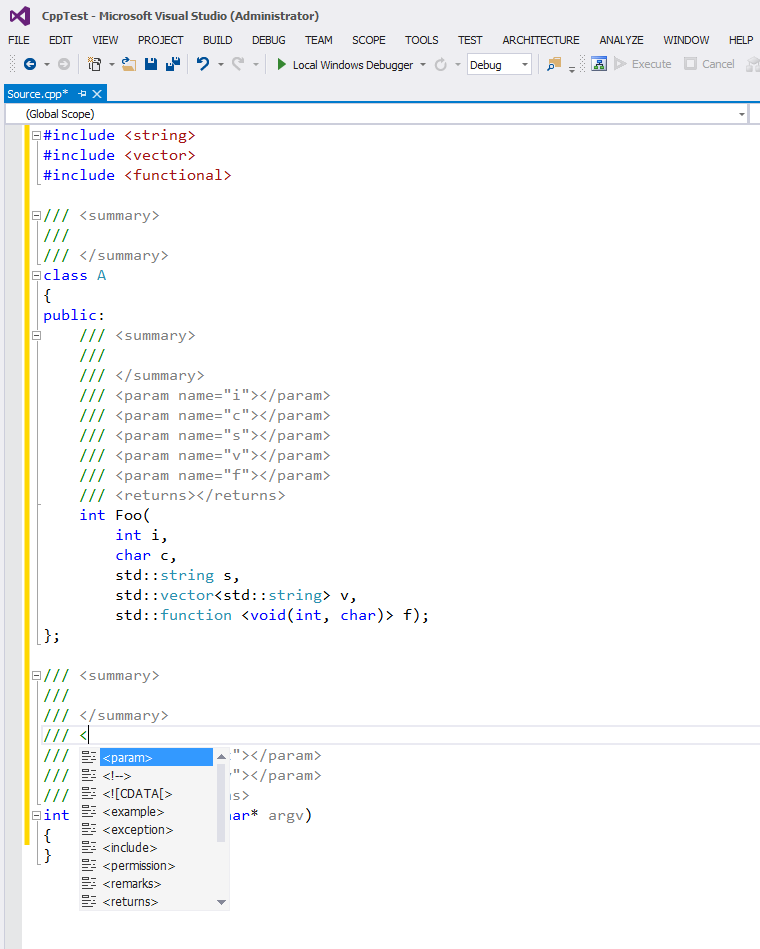 CppTest - Microsoft Visual Studio (Administrator)
FILE EDIT VIEW PROJECT BUILD DEBUG TEAM SCOPE TOOLS TEST ARCHITECTURE ANALYZE WINDOW HELP
Local Windows Debugger Debug Execute Cancel
Source.cpp*
(Global Scope)
#include <string>
#include <vector>
#include <functional>
/// <summary>
///
/// </summary>
class A
{
public:
/// <summary>
///
/// </summary>
/// <param name="i"></param>
/// <param name="c"></param>
/// <param name="s"></param>
/// <param name="v"></param>
/// <param name="f"></param>
/// <returns></returns>
int Foo(
int i,
char c,
std::string s,
std::vector<std::string> v,
std::function <void(int, char)> f);
};
/// <summary>
///
/// </summary>
/// <
/// <param> "></param>
/// <!--> "></param>
/// <![CDATA[> s>
<example>
int har* argv)
<exception>
{
<include>
}
<permission>
<remarks>
<returns>